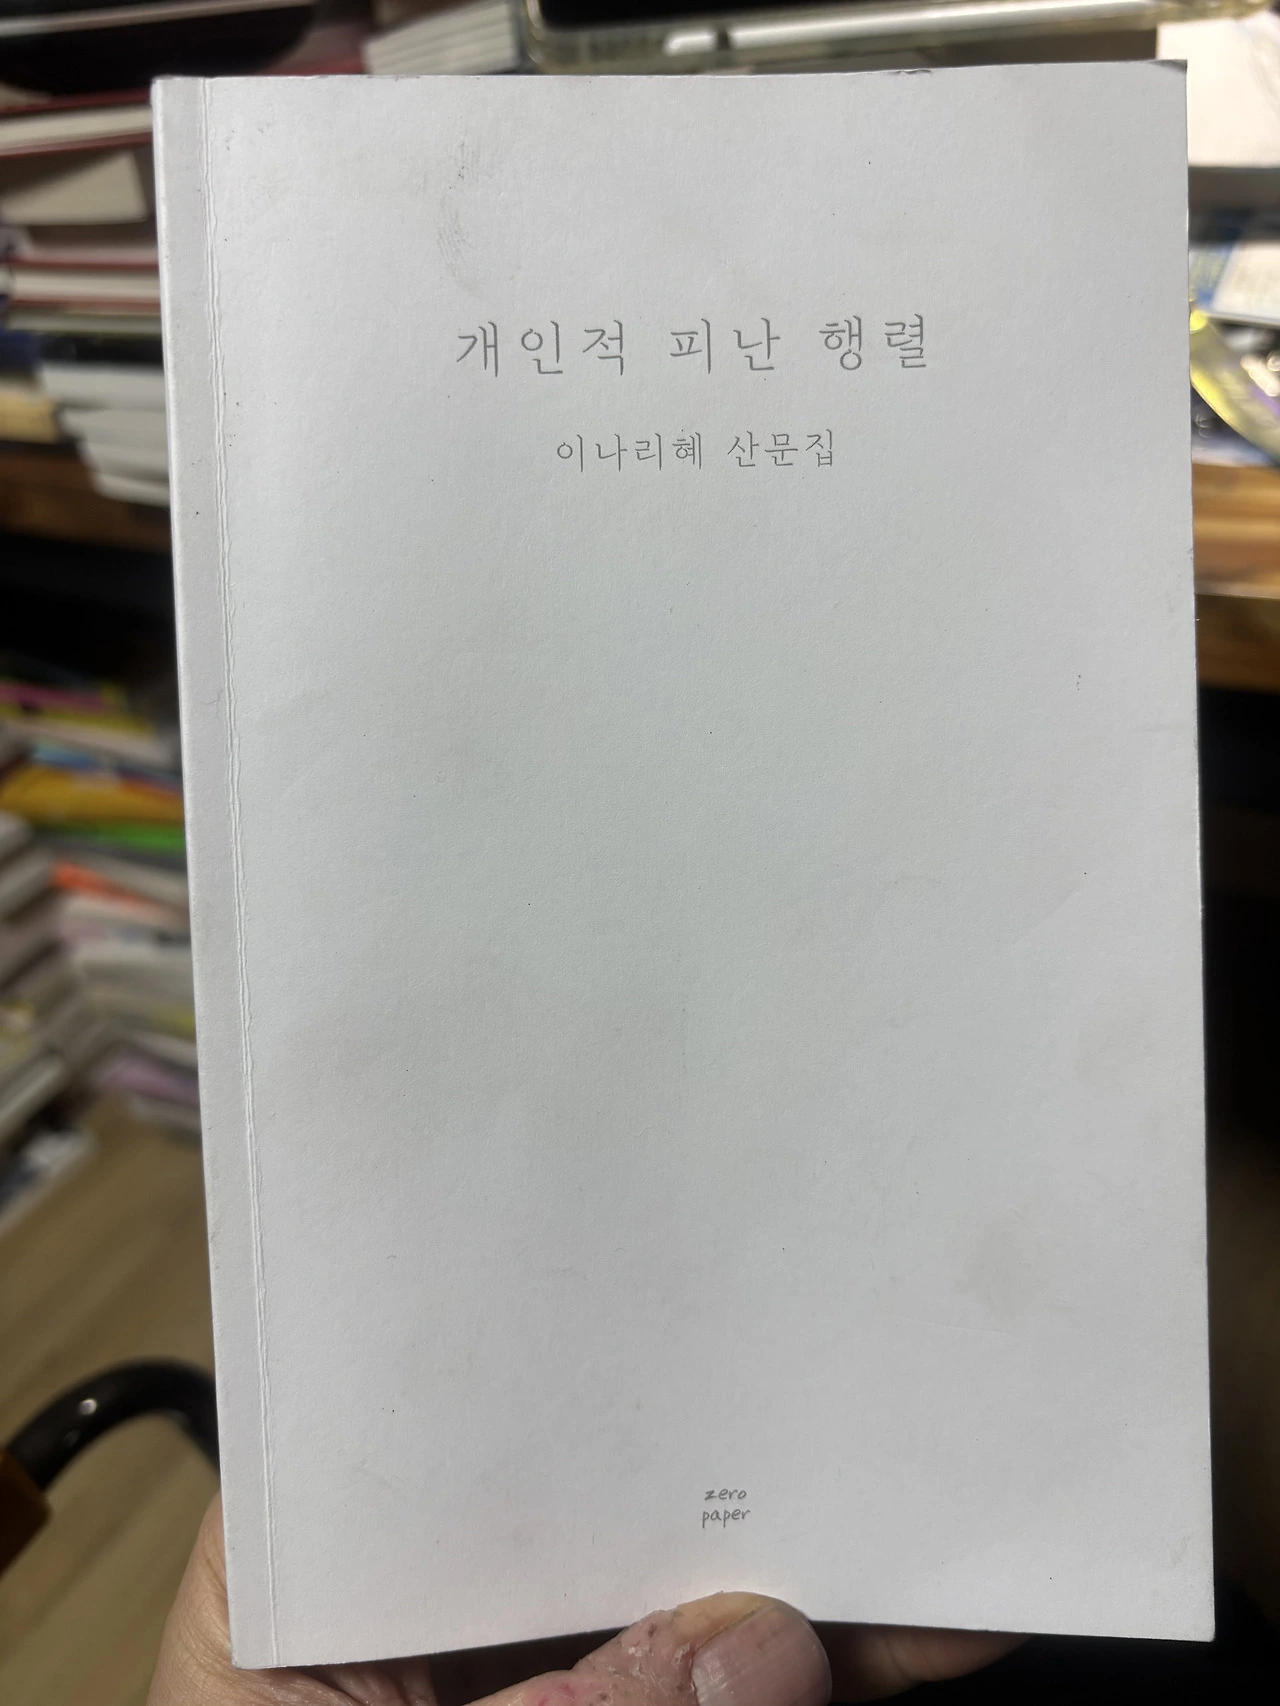 개인적 피난 행렬
이나리혜 산문집
zero
paper